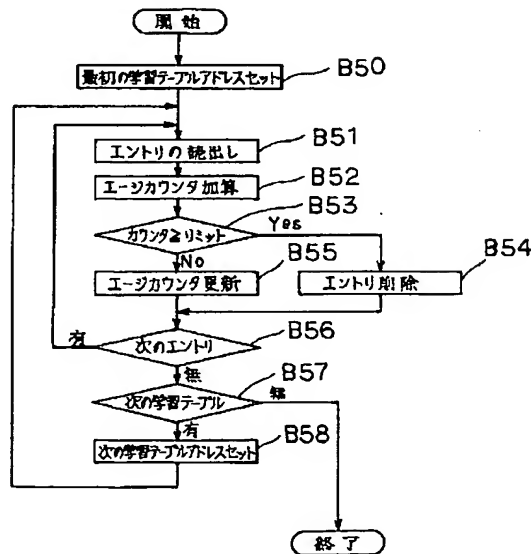 開始
最初の学習テーブルアドレスセット B50
エントリの読出し B51
エージカウンタ加算 B52
カウンタ≧リミット B53
Yes
No
エージカウンタ更新 B55
エントリ削除 B54
次のエントリ B56
有
無
次の学習テーブル B57
無
有
次の学習テーブルアドレスセット B58
終了